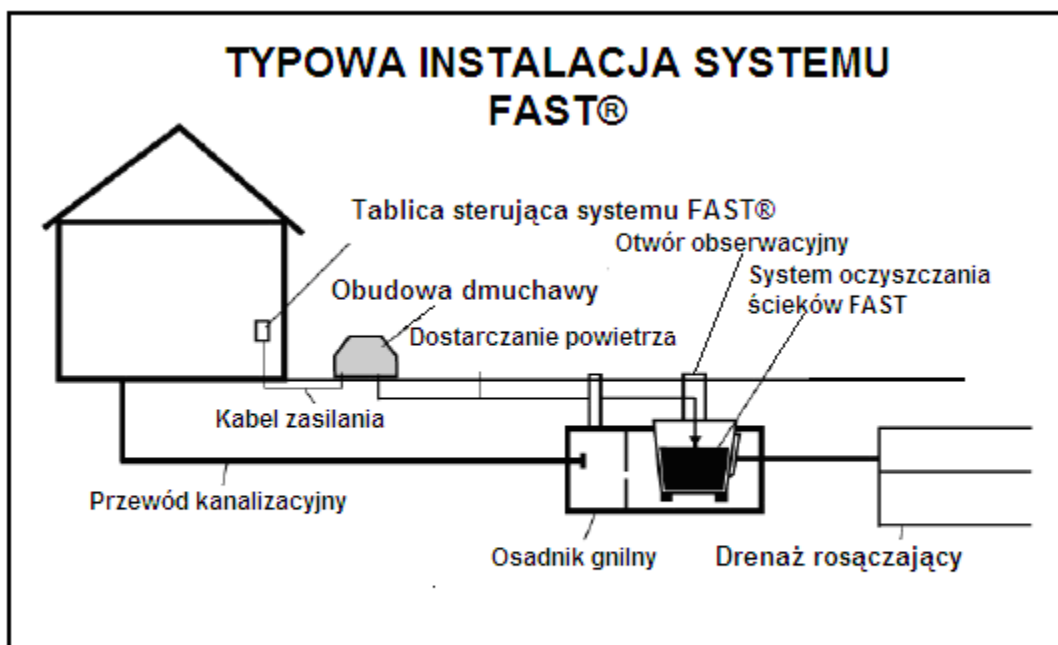 TYPOWA INSTALACJA SYSTEMU
FAST®
Tablica sterująca systemu FAST®
Otwór obserwacyjny
System oczyszczania
ścieków FAST
Obudowa dmuchawy
Dostarczanie powietrza
Kabel zasilania
Przewód kanalizacyjny
Osadnik gnilny
Drenaż rosączający